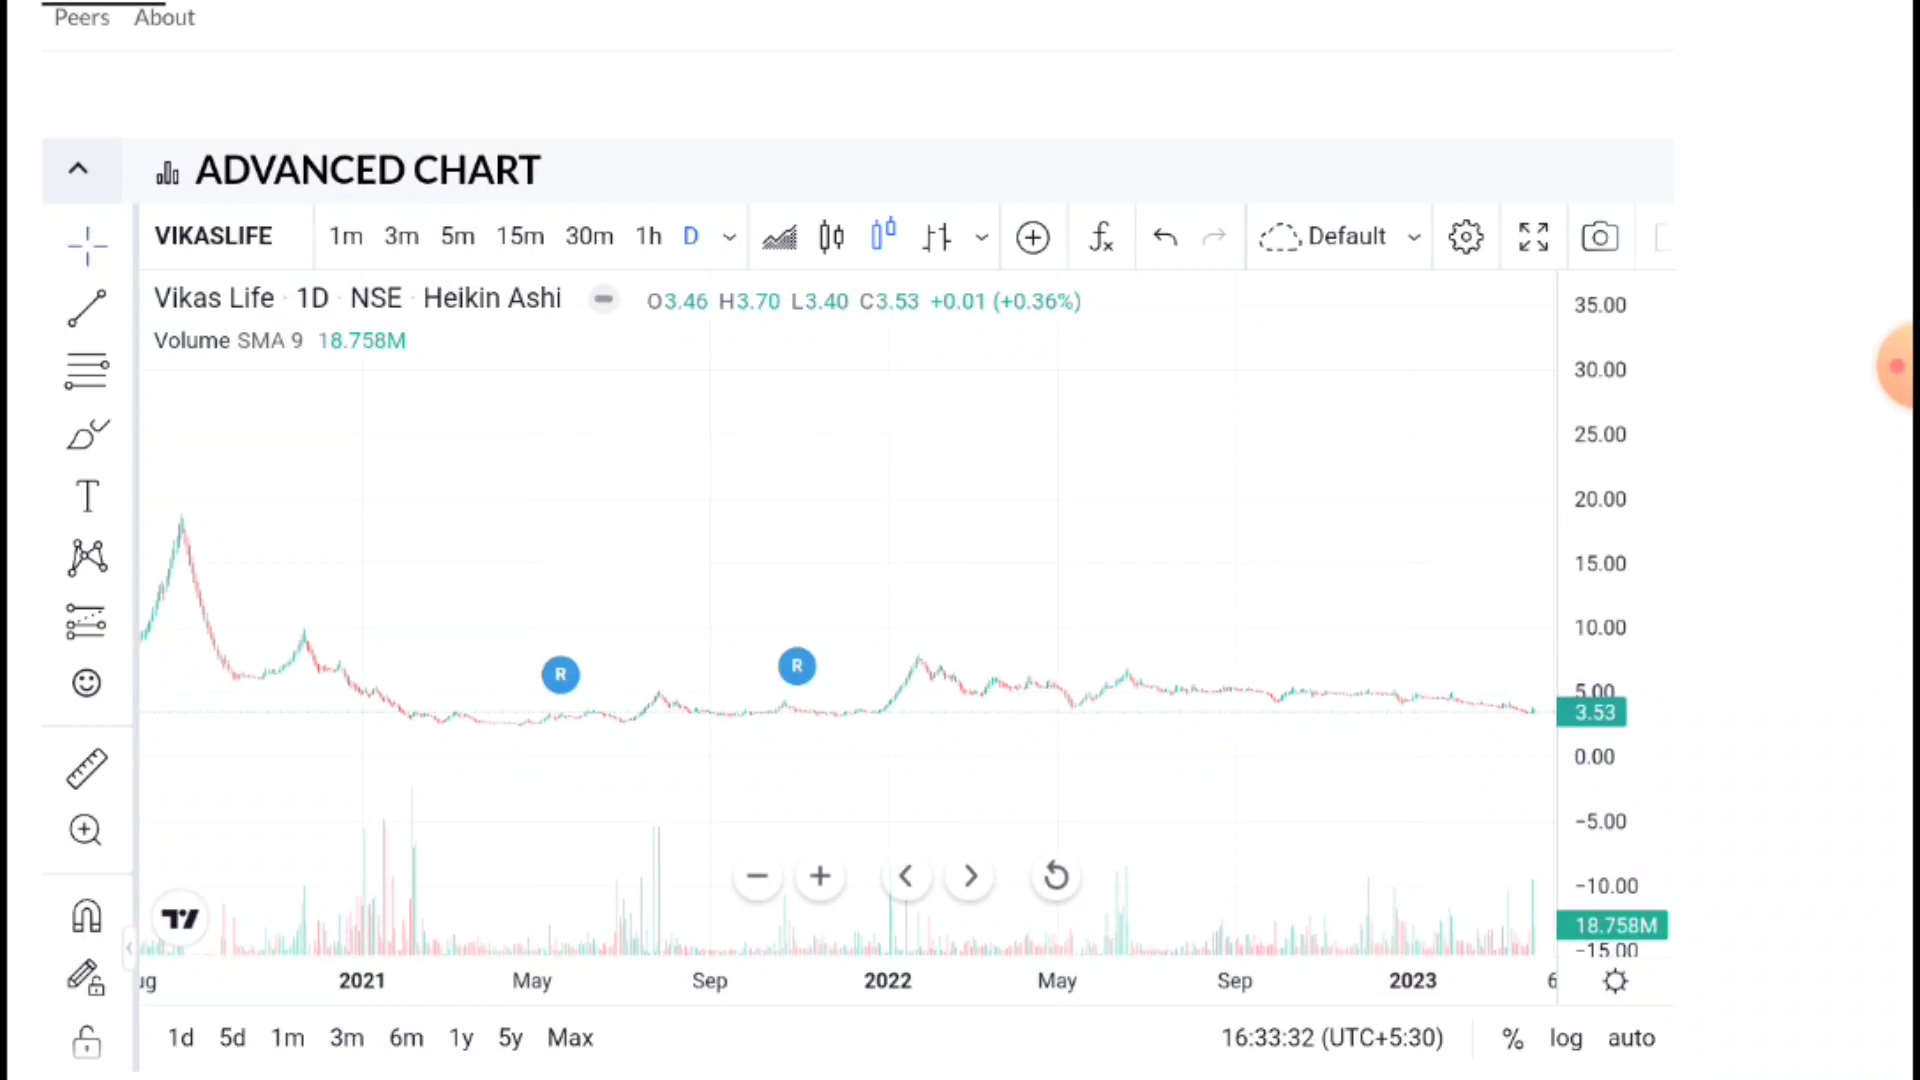 Peers About
ADVANCED CHART
VIKASLIFE 1m 3m 5m 15m 30m 1h D Default
Vikas Life · 1D · NSE · Heikin Ashi O3.46 H3.70 L3.40 C3.53 +0.01 (+0.36%)
Volume SMA 9 18.758M
35.00
30.00
25.00
20.00
15.00
10.00
R
R
5.00
3.53
0.00
−5.00
−10.00
18.758M
−15.00
ug 2021 May Sep 2022 May Sep 2023 6
1d 5d 1m 3m 6m 1y 5y Max 16:33:32 (UTC+5:30) % log auto